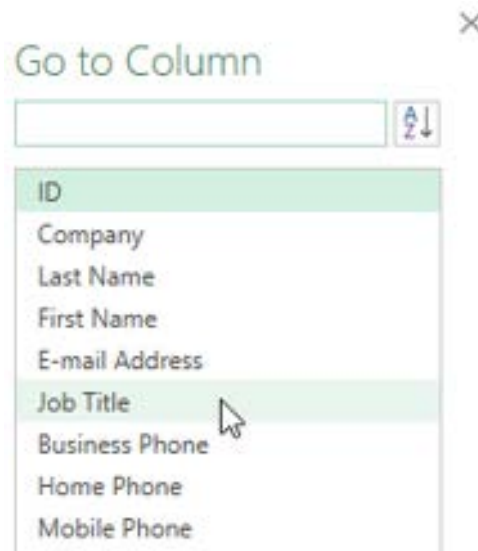 Go to Column
AZ
ID
Company
Last Name
First Name
E-mail Address
Job Title
Business Phone
Home Phone
Mobile Phone